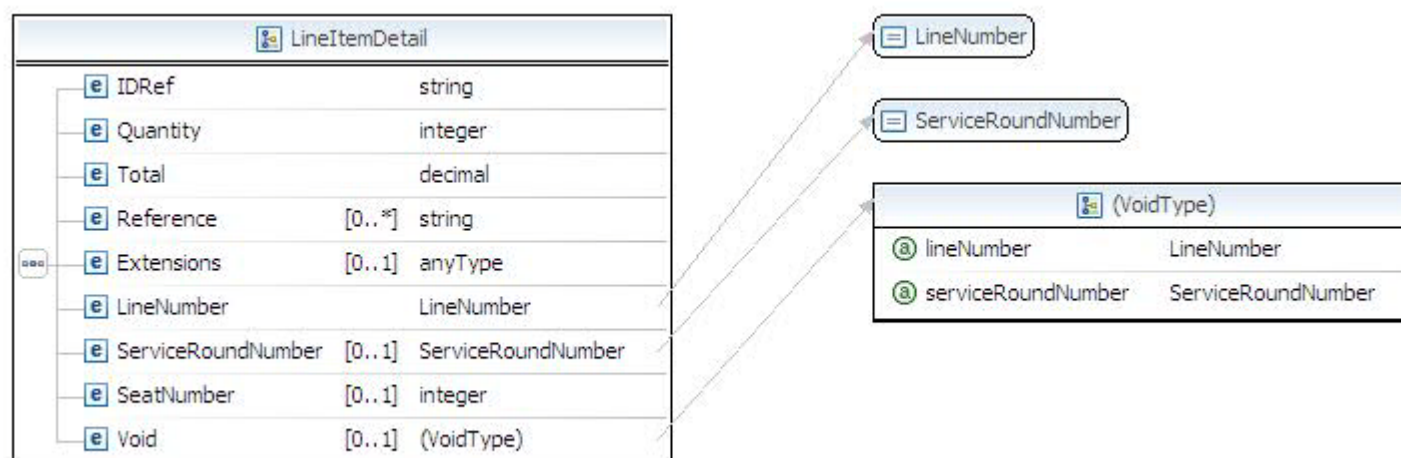 LineItemDetail
e IDRef string
e Quantity integer
e Total decimal
e Reference [0..*] string
e Extensions [0..1] anyType
e LineNumber LineNumber
e ServiceRoundNumber [0..1] ServiceRoundNumber
e SeatNumber [0..1] integer
e Void [0..1] (VoidType)
LineNumber
ServiceRoundNumber
(VoidType)
a lineNumber LineNumber
a serviceRoundNumber ServiceRoundNumber